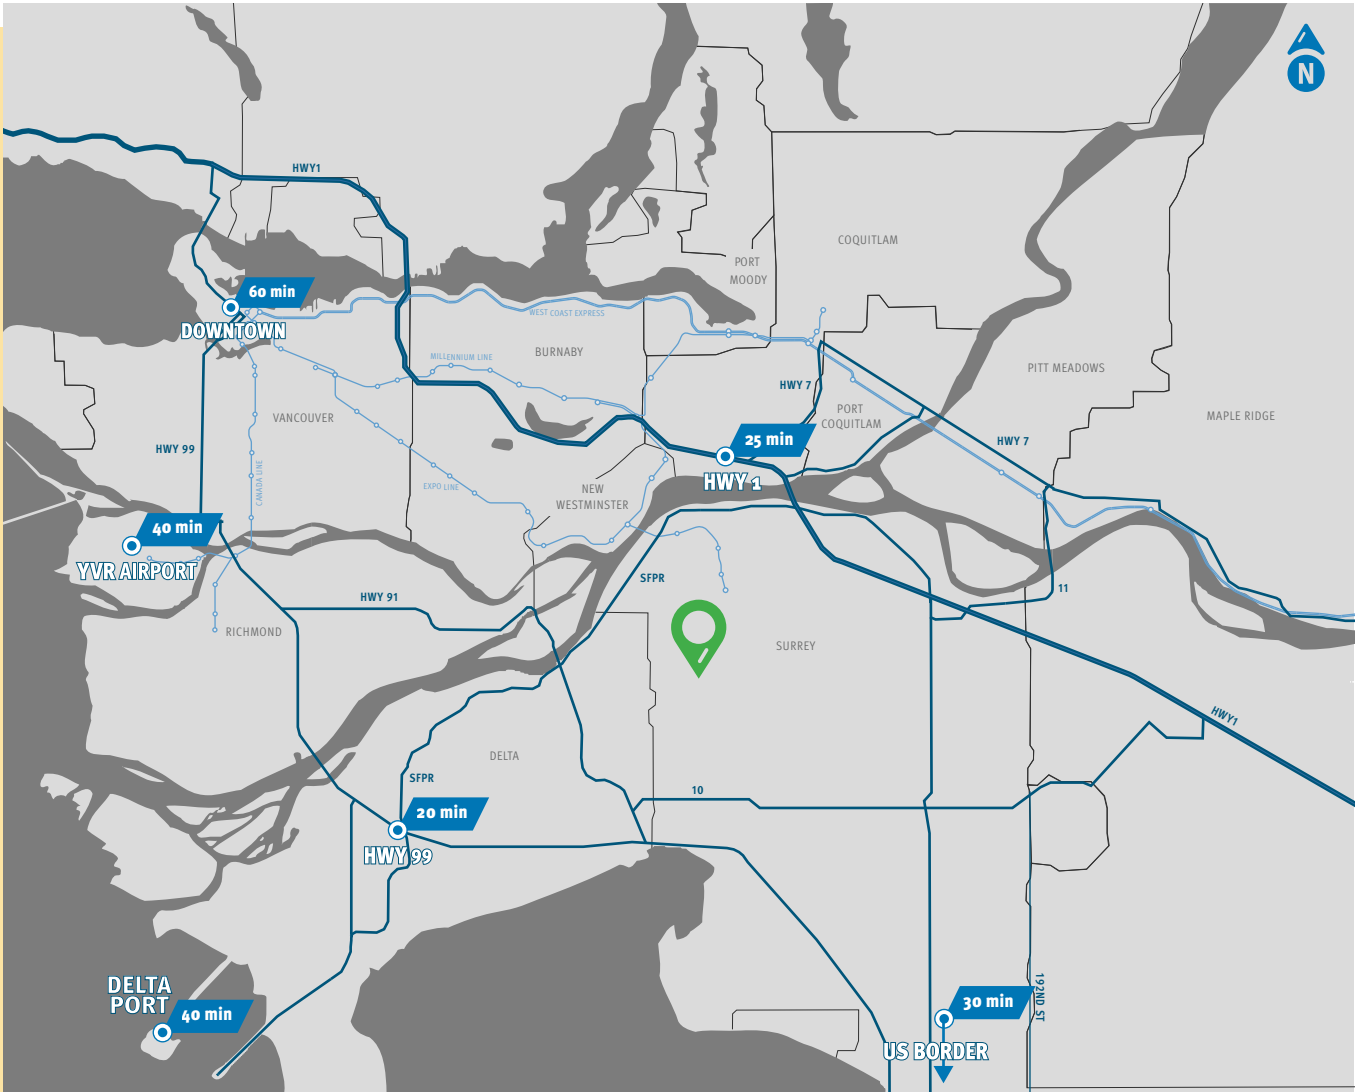 N
HWY1
COQUITLAM
PORT
MOODY
60 min
DOWNTOWN
WEST COAST EXPRESS
MILLENNIUM LINE
BURNABY
PITT MEADOWS
HWY 7
PORT
COQUITLAM
MAPLE RIDGE
VANCOUVER
HWY 99
25 min
HWY 1
HWY 7
CANADA LINE
EXPO LINE
NEW
WESTMINSTER
40 min
YVR AIRPORT
SFPR
HWY 91
11
RICHMOND
SURREY
HWY1
DELTA
SFPR
10
20 min
HWY 99
DELTA
PORT
40 min
192ND ST
30 min
US BORDER